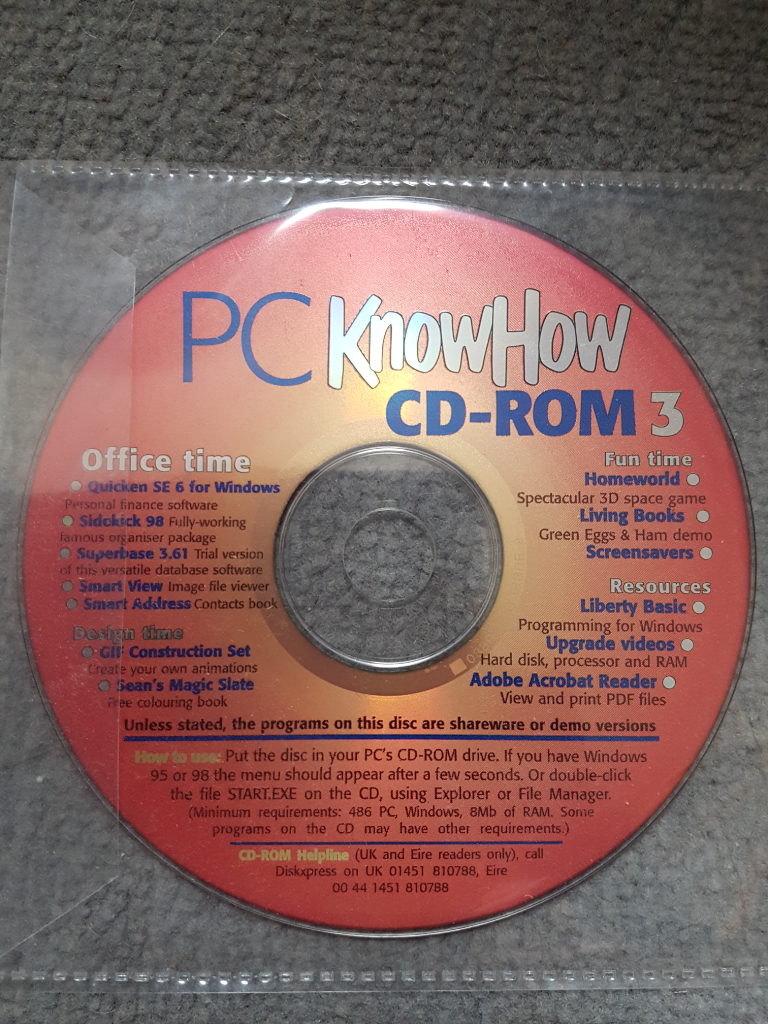 PC KnowHow
CD-ROM 3
Office time
Quicken SE 6 for Windows
Personal finance software
Sidekick 98 Fully-working
famous organiser package
Superbase 3.61 Trial version
of this versatile database software
Smart View Image file viewer
Smart Address Contacts book
Design time
GIF Construction Set
Create your own animations
Sean's Magic Slate
Free colouring book
Fun time
Homeworld
Spectacular 3D space game
Living Books
Green Eggs & Ham demo
Screensavers
Resources
Liberty Basic
Programming for Windows
Upgrade videos
Hard disk, processor and RAM
Adobe Acrobat Reader
View and print PDF files
Unless stated, the programs on this disc are shareware or demo versions
How to use: Put the disc in your PC's CD-ROM drive. If you have Windows
95 or 98 the menu should appear after a few seconds. Or double-click
the file START.EXE on the CD, using Explorer or File Manager.
(Minimum requirements: 486 PC, Windows, 8Mb of RAM. Some
programs on the CD may have other requirements.)
CD-ROM Helpline (UK and Eire readers only), call
Diskxpress on UK 01451 810788, Eire
00 44 1451 810788